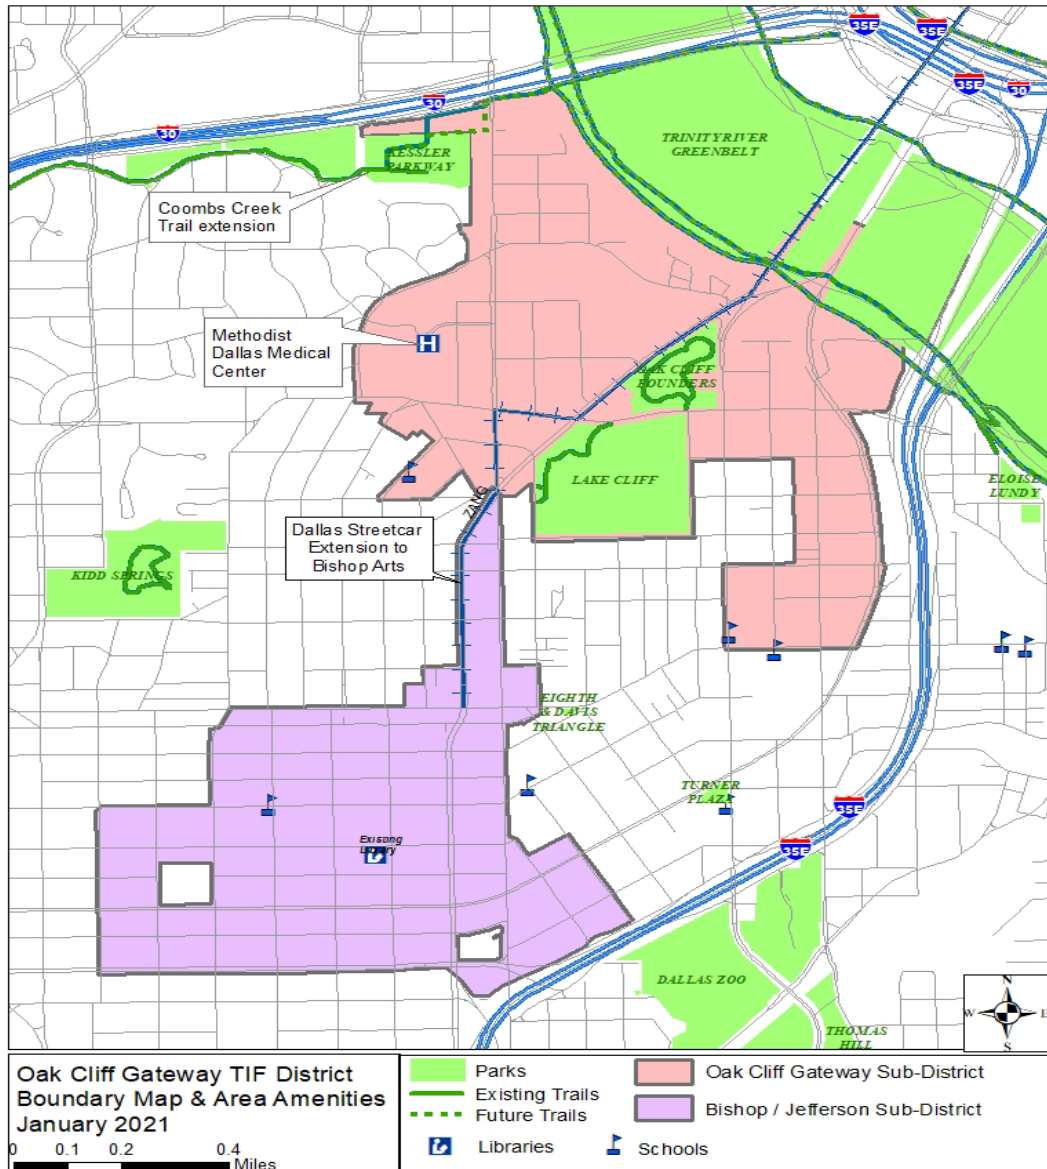 35E
35E
35E
30
30
30
TRINITY RIVER
GREENBELT
KESSLER
PARKWAY
Coombs Creek
Trail extension
Methodist
Dallas Medical
Center
H
OAK CLIFF
FOUNDERS
LAKE CLIFF
ELOISE
LUNDY
ZANG
Dallas Streetcar
Extension to
Bishop Arts
KIDD SPRINGS
EIGHTH
& DAVIS
TRIANGLE
TURNER
PLAZA
35E
35E
Existing
Library
DALLAS ZOO
THOMAS
HILL
N
W
E
S
Oak Cliff Gateway TIF District
Boundary Map & Area Amenities
January 2021
0 0.1 0.2 0.4
Miles
Parks
Existing Trails
Future Trails
Libraries
Schools
Oak Cliff Gateway Sub-District
Bishop / Jefferson Sub-District